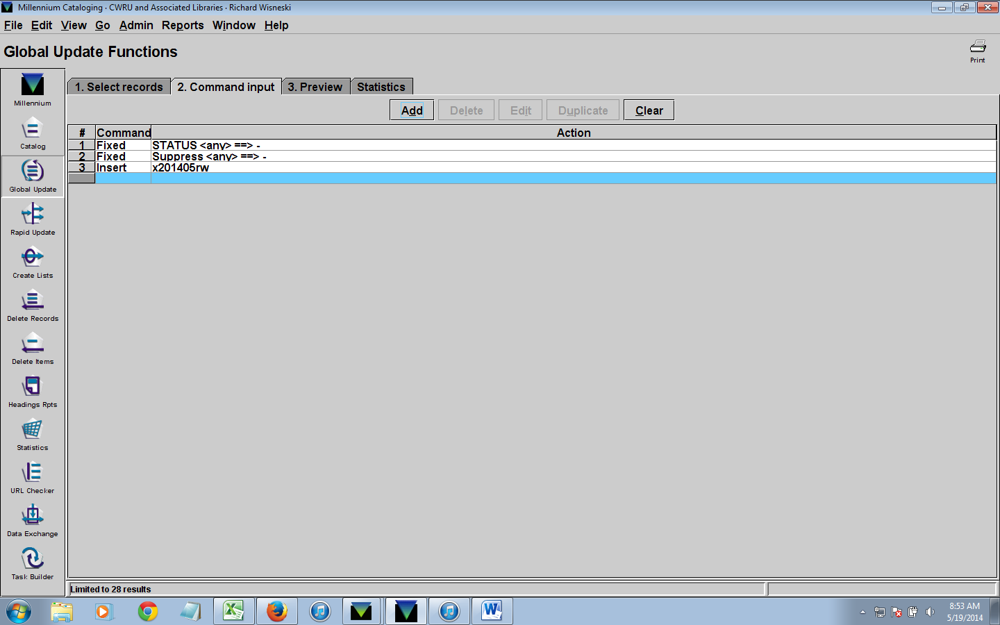 Millennium Cataloging · CWRU and Associated Libraries · Richard Wisneski
File Edit View Go Admin Reports Window Help
Global Update Functions
Print
Millennium
Catalog
Global Update
Rapid Update
Create Lists
Delete Records
Delete Items
Headings Rpts
Statistics
URL Checker
Data Exchange
Task Builder
1. Select records 2. Command input 3. Preview Statistics
Add Delete Edit Duplicate Clear
# Command Action
1 Fixed STATUS <any> ==> -
2 Fixed Suppress <any> ==> -
3 Insert x201405rw
Limited to 28 results
8:53 AM
5/19/2014